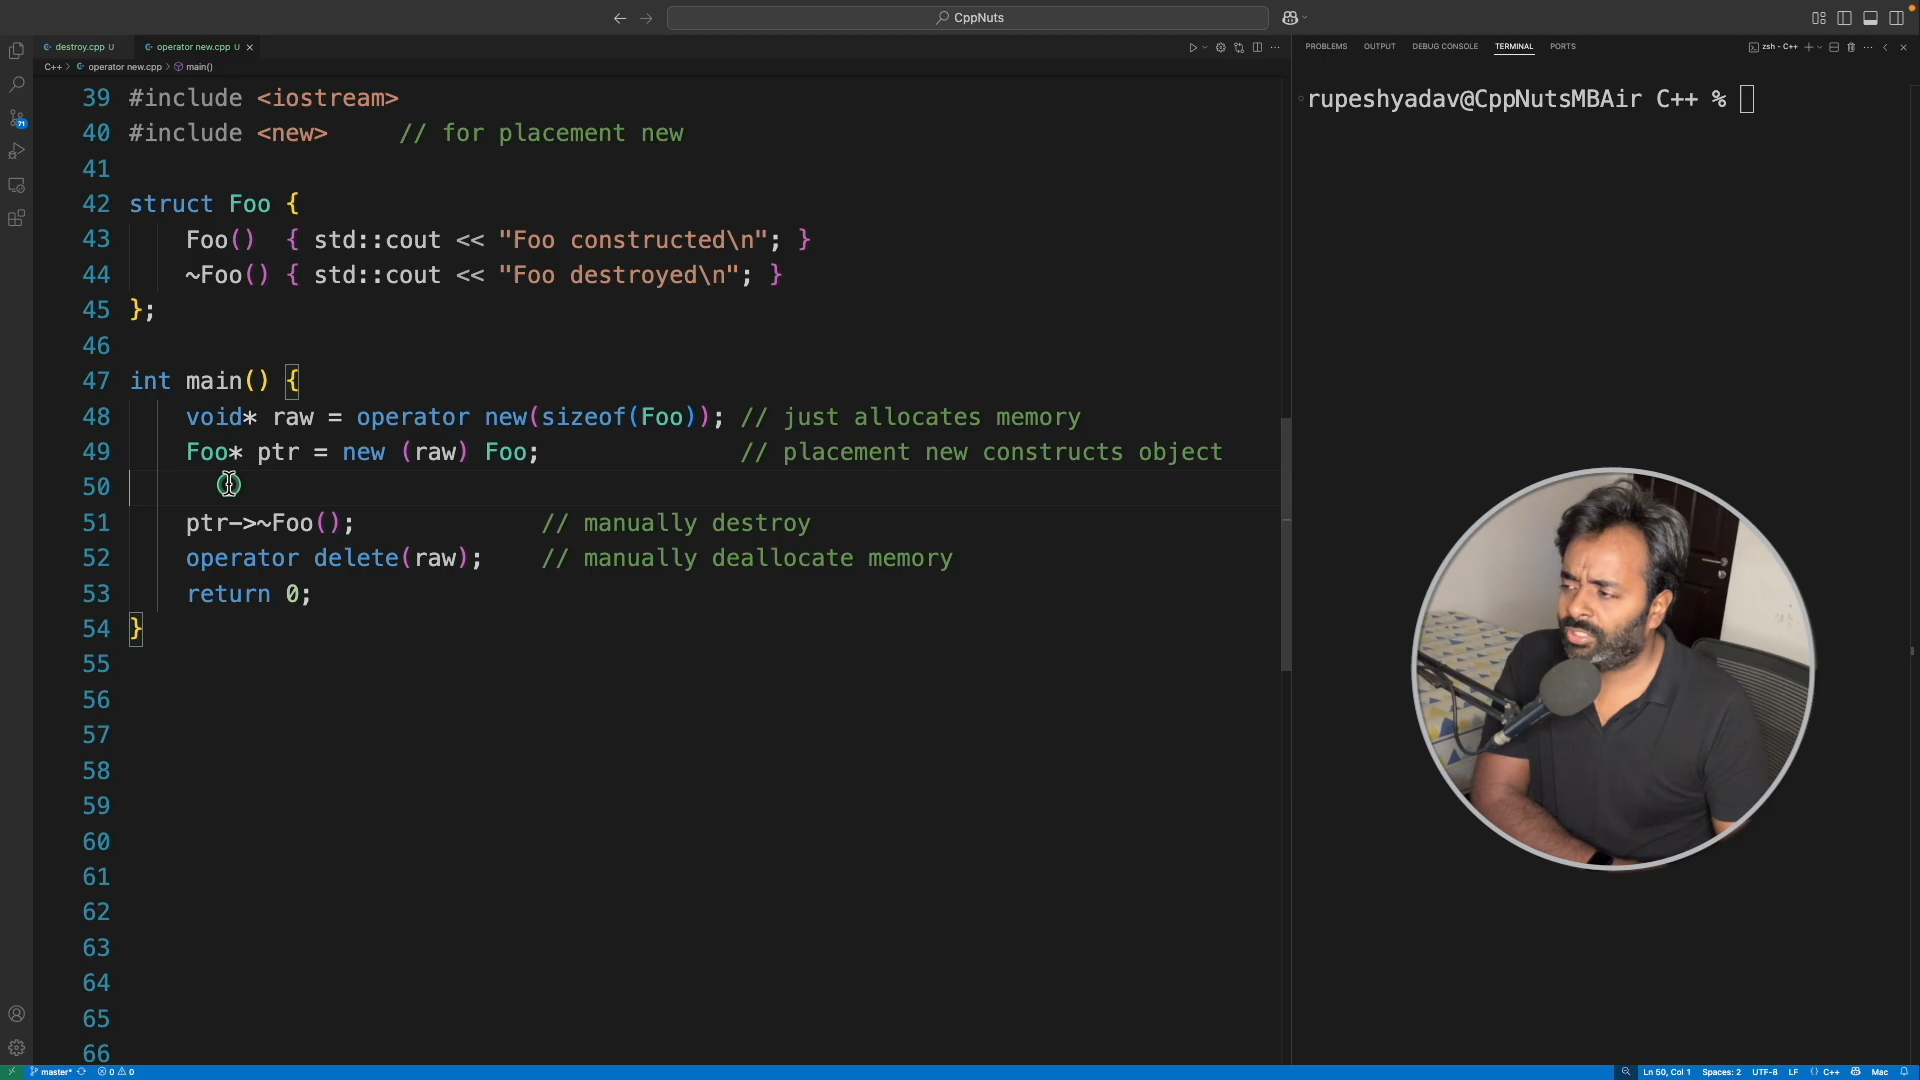 CppNuts
destroy.cpp U
operator new.cpp U
C++ > operator new.cpp > main()
39 #include <iostream>
40 #include <new>     // for placement new
41
42 struct Foo {
43     Foo()  { std::cout << "Foo constructed\n"; }
44     ~Foo() { std::cout << "Foo destroyed\n"; }
45 };
46
47 int main() {
48     void* raw = operator new(sizeof(Foo)); // just allocates memory
49     Foo* ptr = new (raw) Foo;              // placement new constructs object
50
51     ptr->~Foo();             // manually destroy
52     operator delete(raw);    // manually deallocate memory
53     return 0;
54 }
55
56
57
58
59
60
61
62
63
64
65
66
PROBLEMS OUTPUT DEBUG CONSOLE TERMINAL PORTS
zsh - C++
rupeshyadav@CppNutsMBAir C++ %
71
master* 0 0
Ln 50, Col 1 Spaces: 2 UTF-8 LF {} C++ Mac